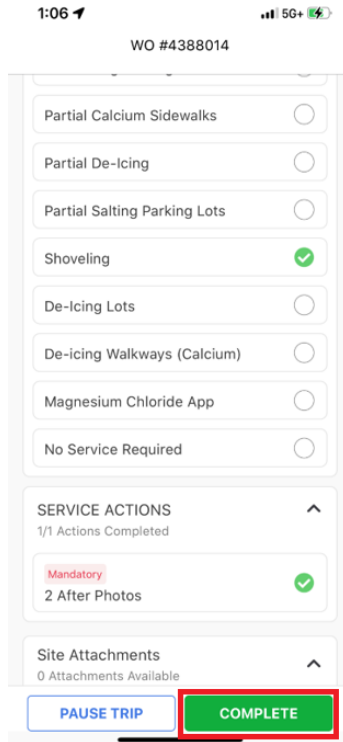 1:06
5G+
WO #4388014
Partial Calcium Sidewalks
Partial De-Icing
Partial Salting Parking Lots
Shoveling
De-Icing Lots
De-icing Walkways (Calcium)
Magnesium Chloride App
No Service Required
SERVICE ACTIONS
1/1 Actions Completed
Mandatory
2 After Photos
Site Attachments
0 Attachments Available
PAUSE TRIP
COMPLETE